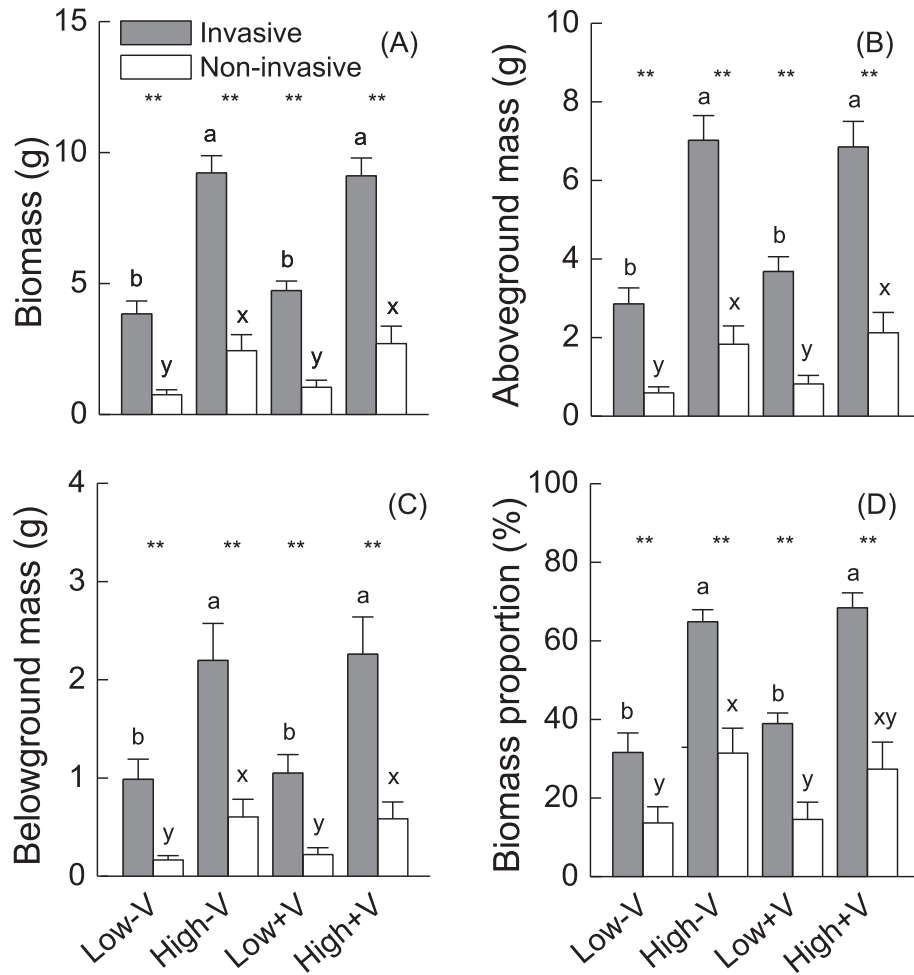 15
10
5
0
Biomass (g)
Invasive
Non-invasive
(A)
** ** ** **
b y a x b y a x
10
8
6
4
2
0
Aboveground mass (g)
(B)
** ** ** **
b y a x b y a x
4
3
2
1
0
Belowground mass (g)
(C)
** ** ** **
b y a x b y a x
Low-V High-V Low+V High+V
100
80
60
40
20
0
Biomass proportion (%)
(D)
** ** ** **
b y a x b y a xy
Low-V High-V Low+V High+V